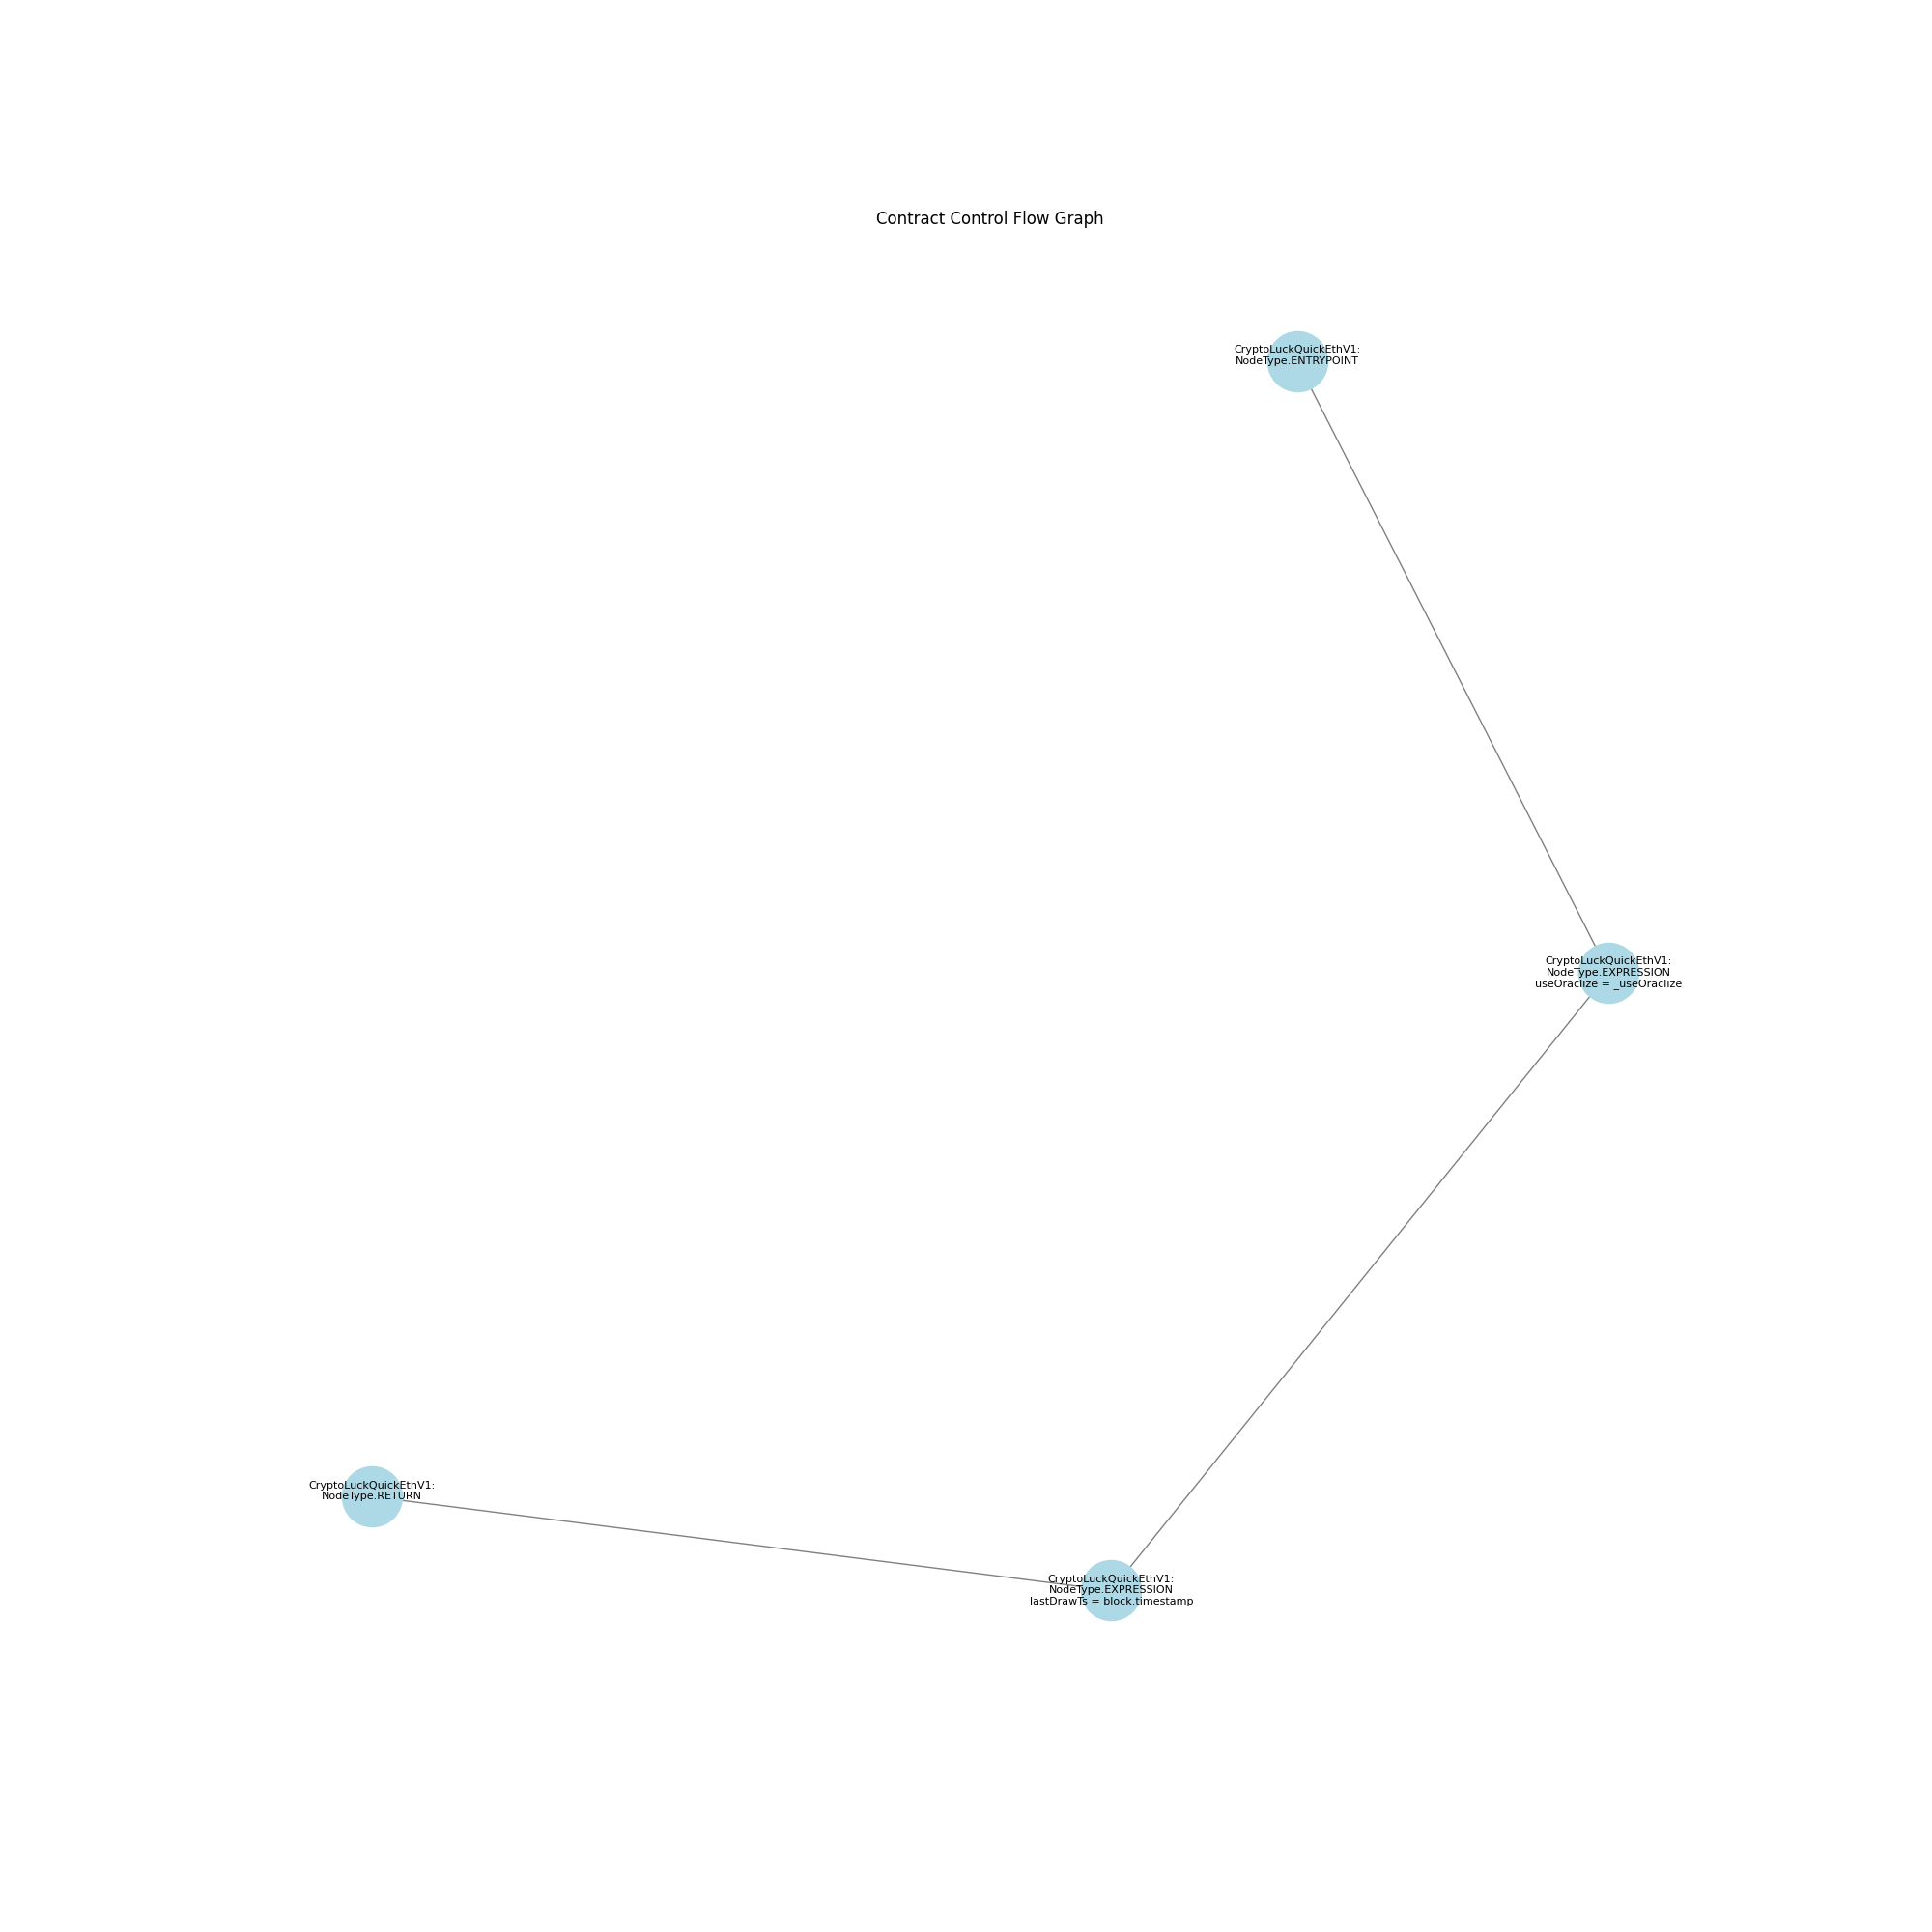 Contract Control Flow Graph
CryptoLuckQuickEthV1:
NodeType.ENTRYPOINT
CryptoLuckQuickEthV1:
NodeType.EXPRESSION
useOraclize = _useOraclize
CryptoLuckQuickEthV1:
NodeType.RETURN
CryptoLuckQuickEthV1:
NodeType.EXPRESSION
lastDrawTs = block.timestamp